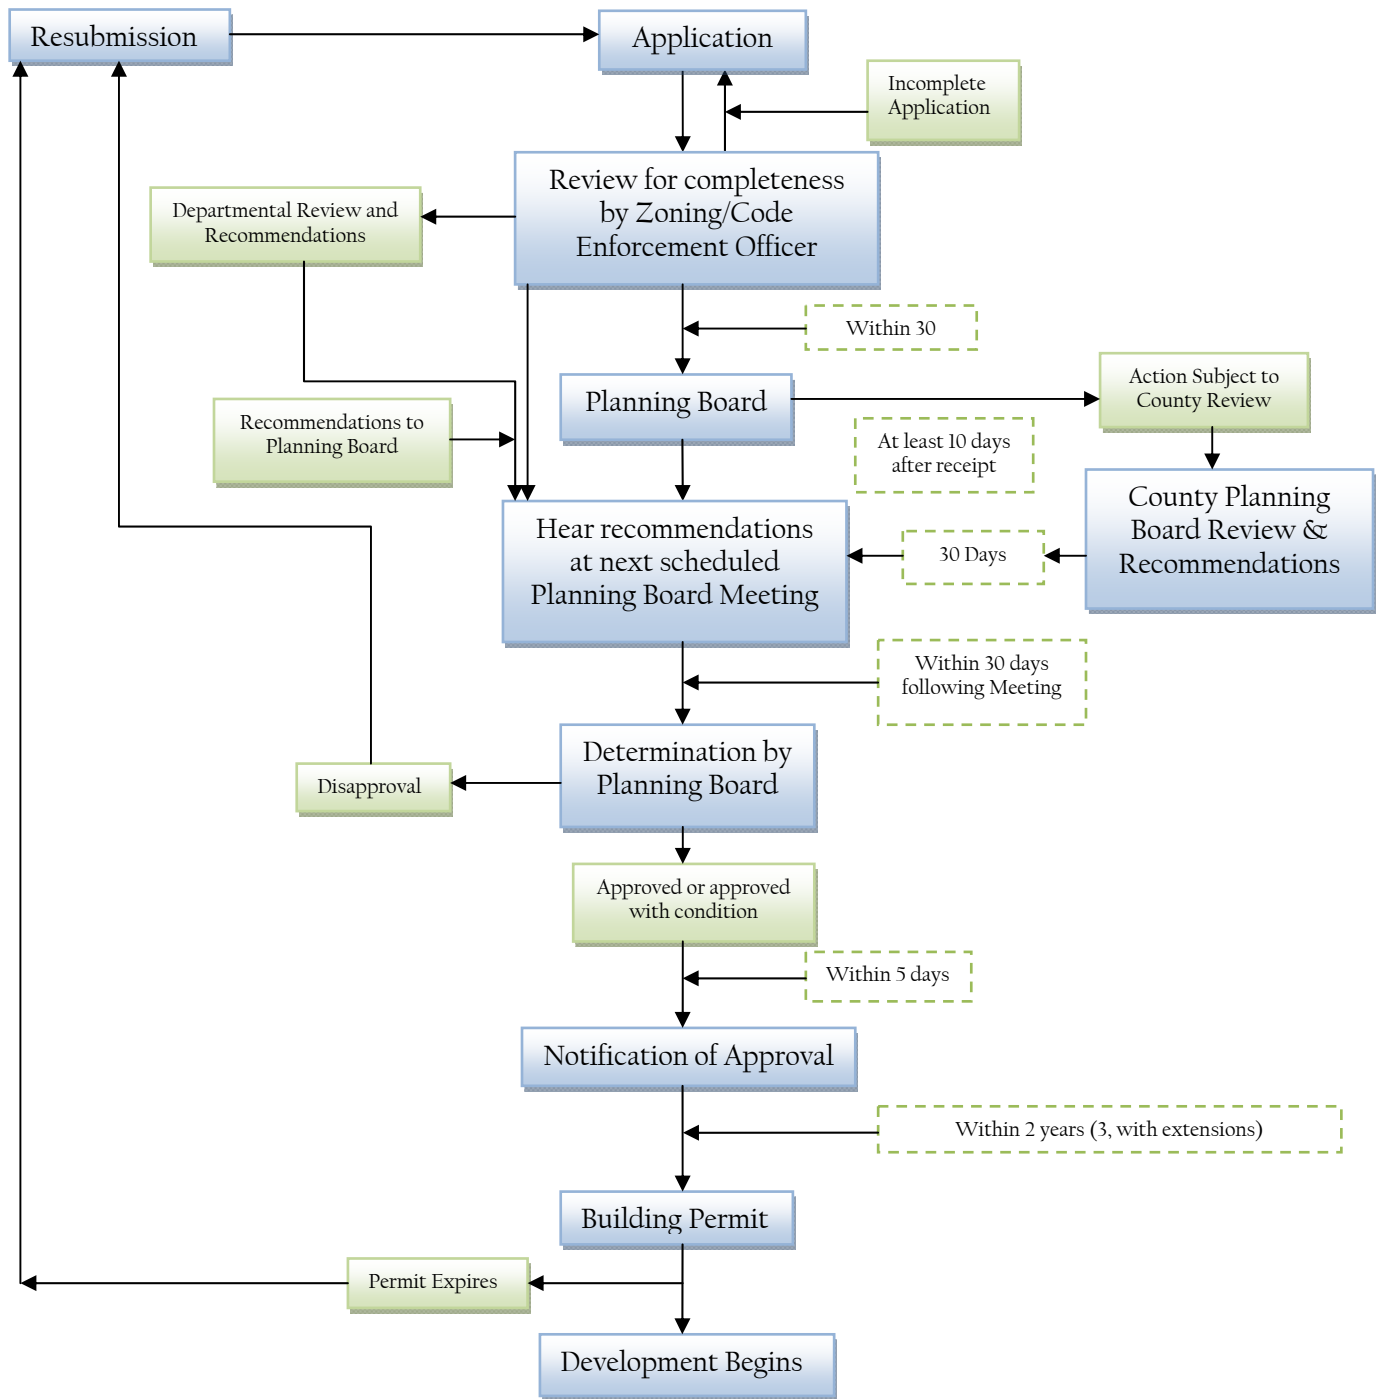 Resubmission
Application
Incomplete
Application
Review for completeness
by Zoning/Code
Enforcement Officer
Departmental Review and
Recommendations
Within 30
Planning Board
Action Subject to
County Review
Recommendations to
Planning Board
At least 10 days
after receipt
County Planning
Board Review &
Recommendations
Hear recommendations
at next scheduled
Planning Board Meeting
30 Days
Within 30 days
following Meeting
Determination by
Planning Board
Disapproval
Approved or approved
with condition
Within 5 days
Notification of Approval
Within 2 years (3, with extensions)
Building Permit
Permit Expires
Development Begins